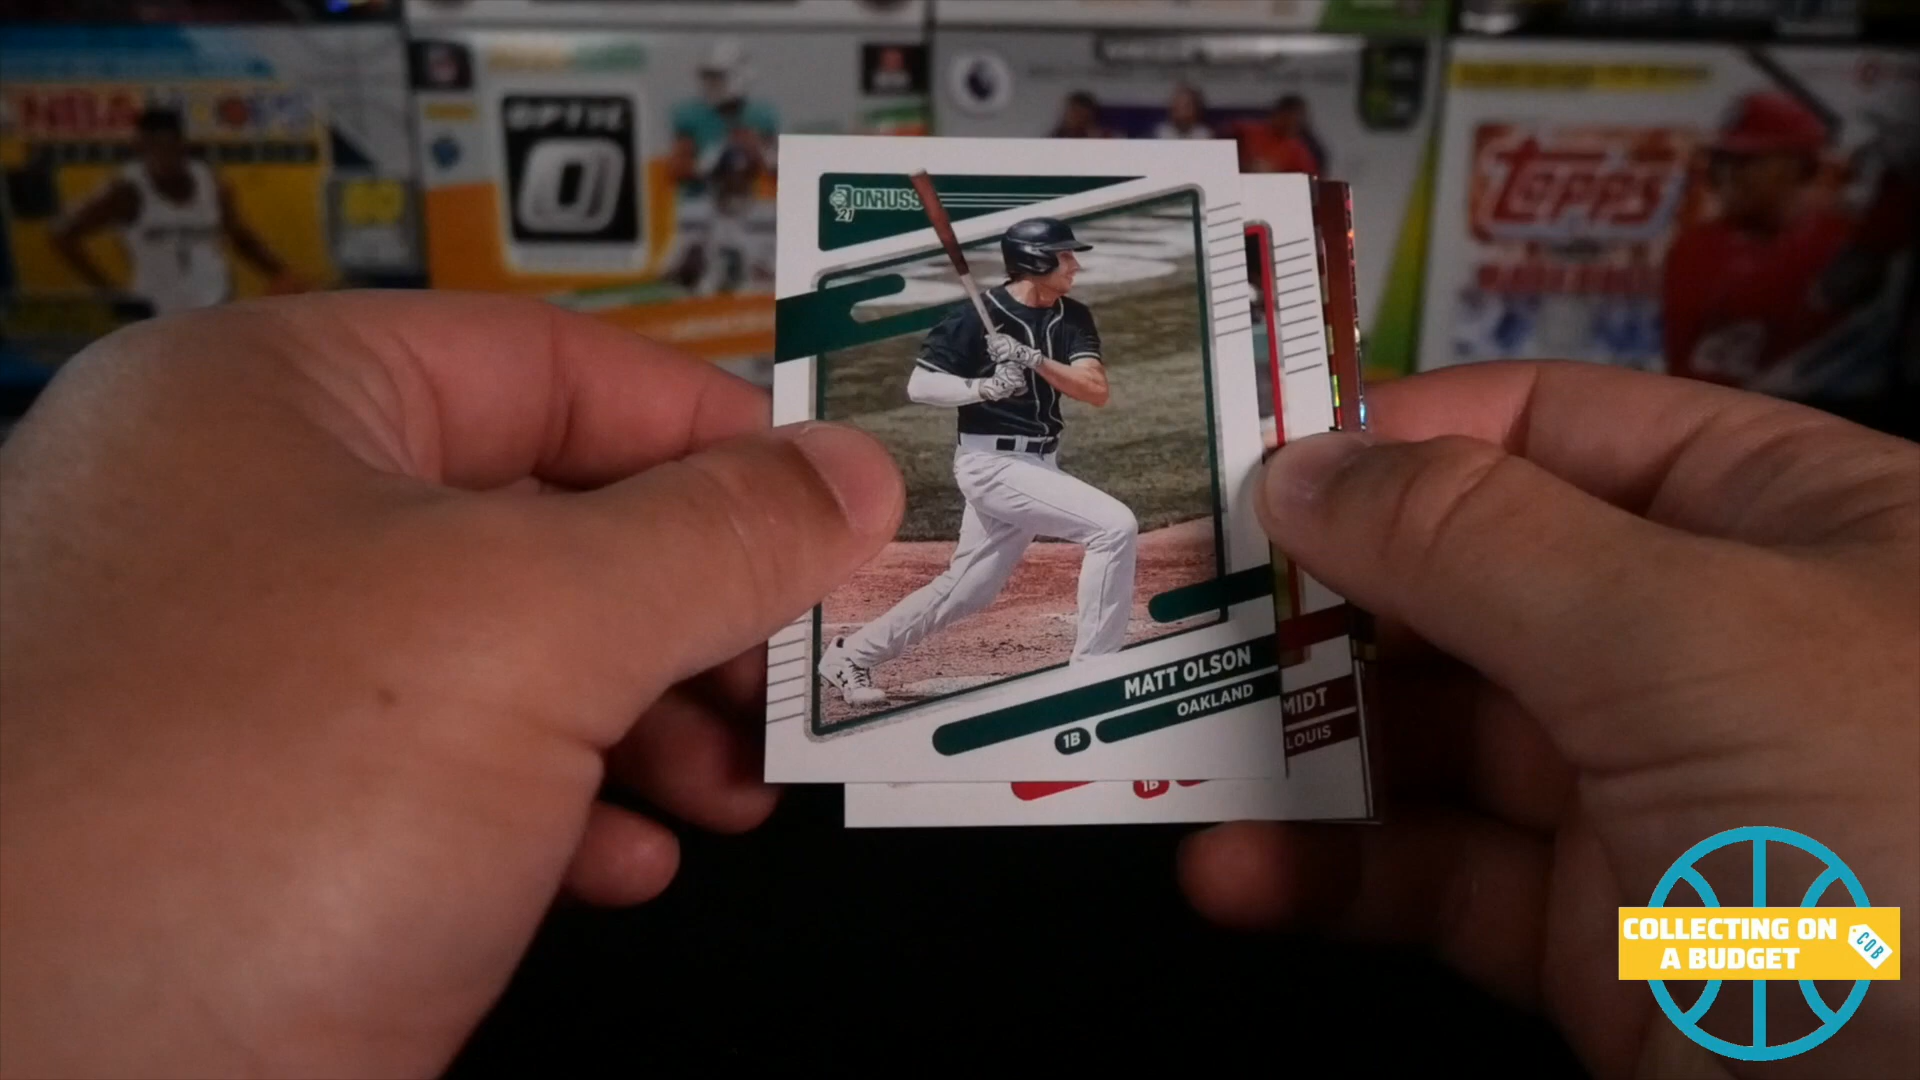 OPTIC
TOPPS
DONRUSS
21
MATT OLSON
OAKLAND
1B
MIDT
LOUIS
1B
COLLECTING ON
A BUDGET
COB